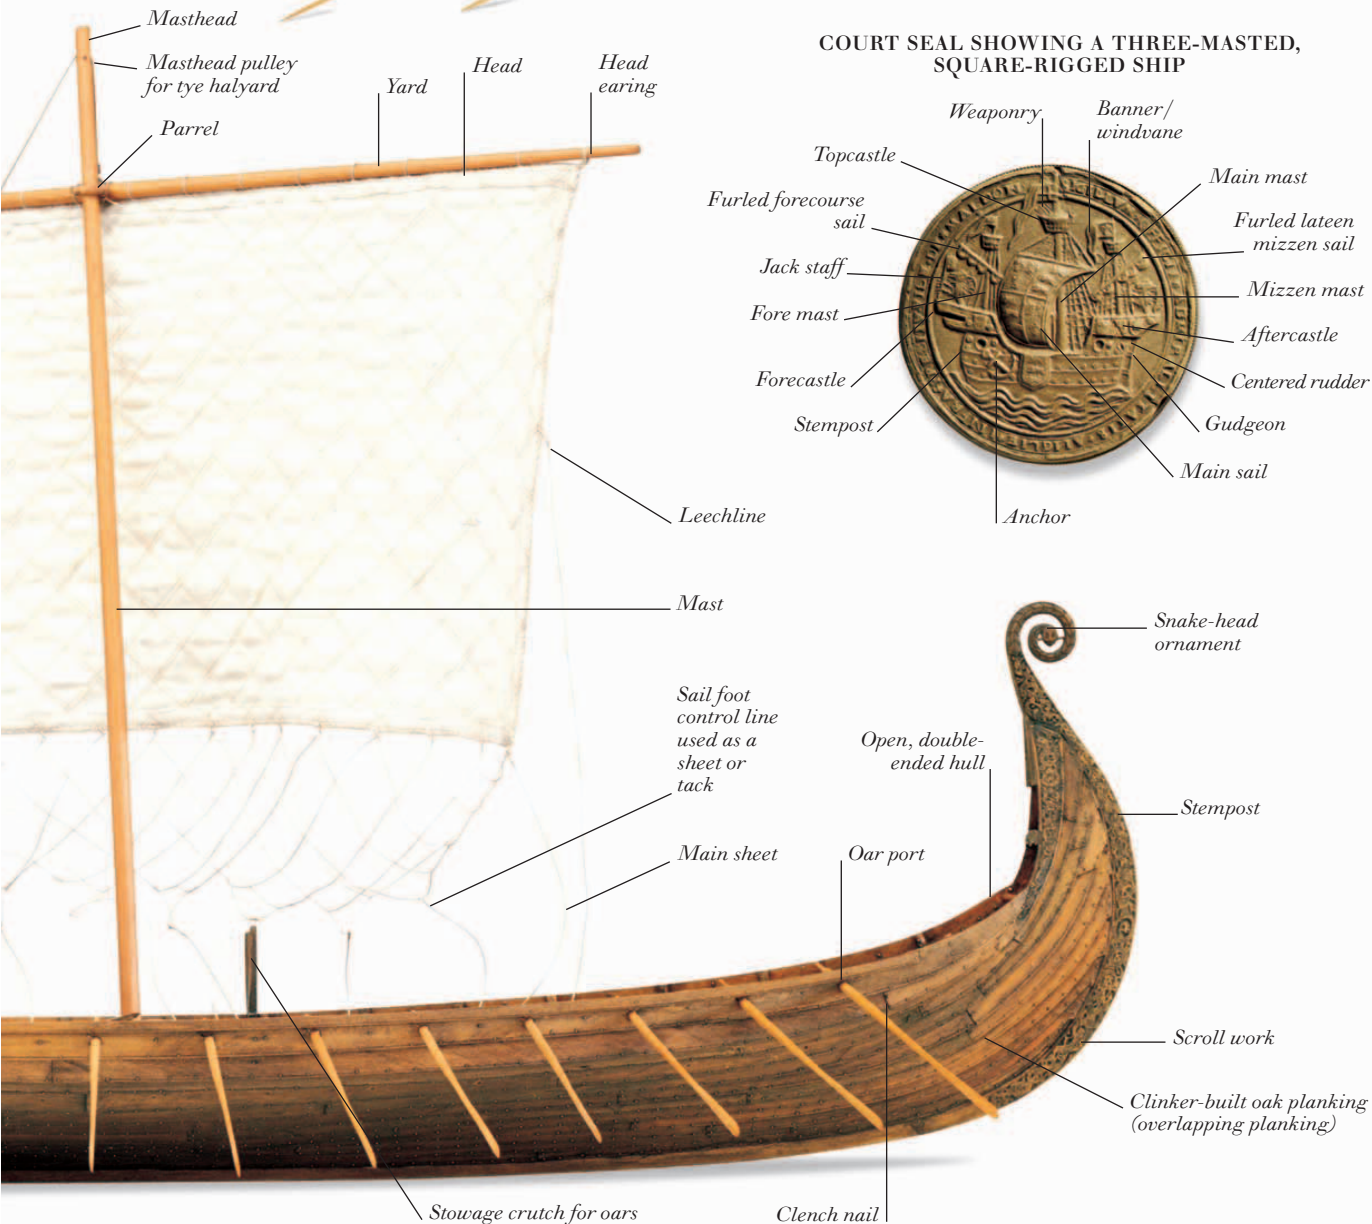 Masthead
Masthead pulley
for tye halyard
Parrel
Yard
Head
Head
earing
COURT SEAL SHOWING A THREE-MASTED,
SQUARE-RIGGED SHIP
Weaponry
Banner/
windvane
Topcastle
Main mast
Furled forecourse
sail
Furled lateen
mizzen sail
Jack staff
Mizzen mast
Fore mast
Aftercastle
Forecastle
Centered rudder
Stempost
Gudgeon
Main sail
Anchor
Leechline
Mast
Snake-head
ornament
Sail foot
control line
used as a
sheet or
tack
Open, double-
ended hull
Stempost
Main sheet
Oar port
Scroll work
Clinker-built oak planking
(overlapping planking)
Stowage crutch for oars
Clench nail